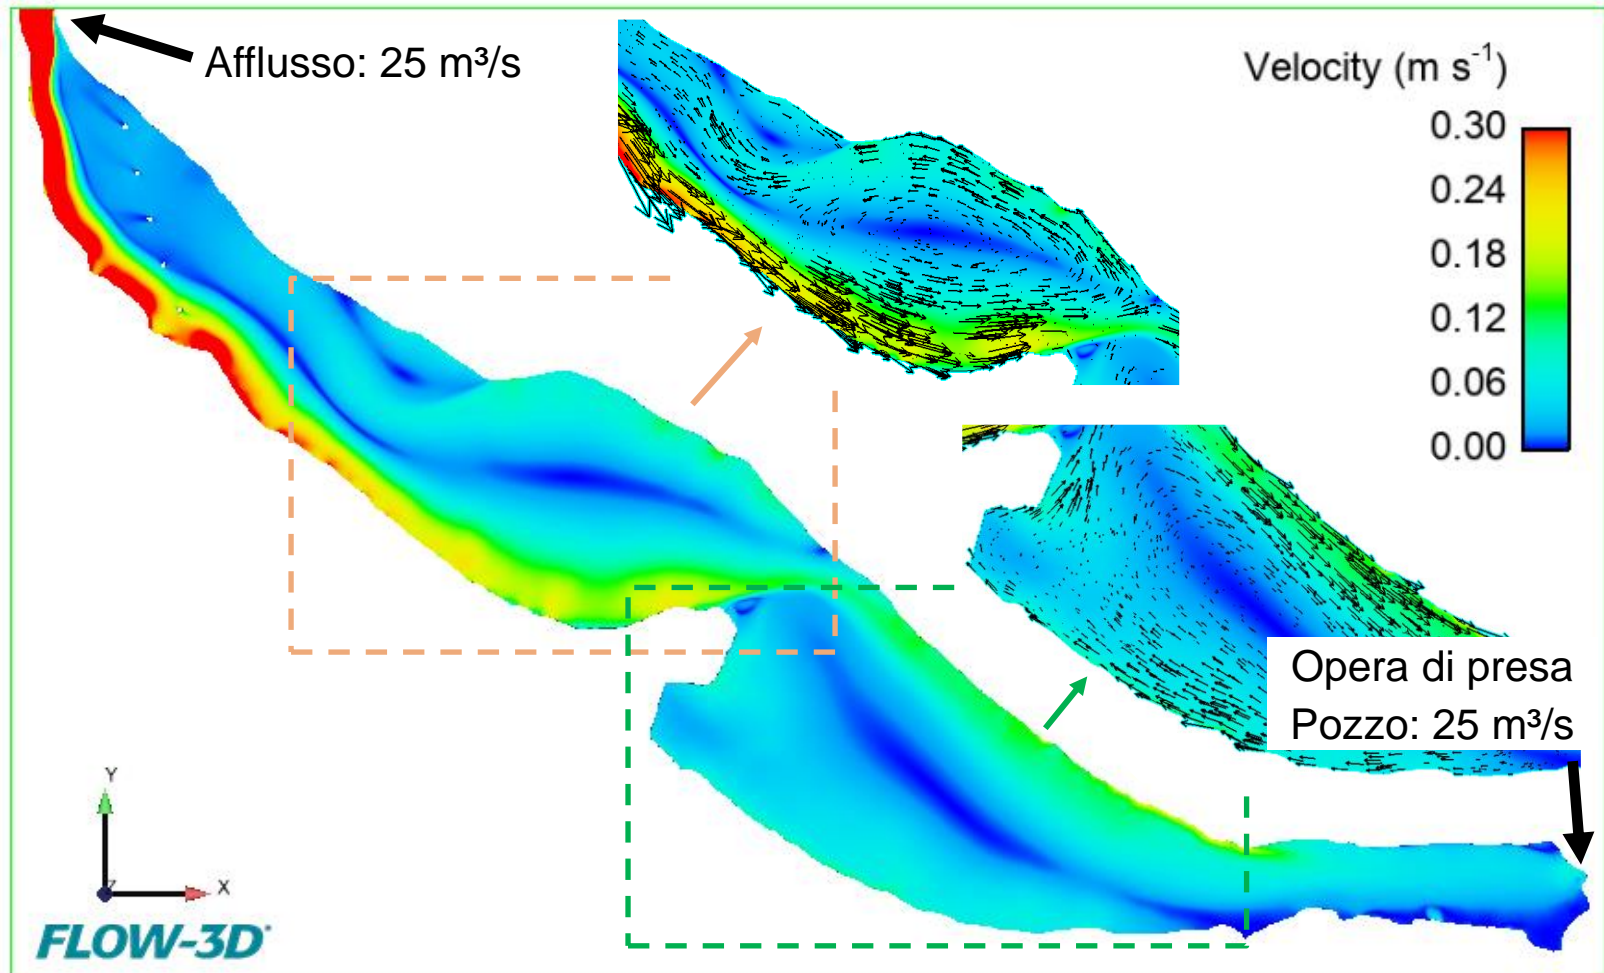 Afflusso: 25 m³/s
Velocity (m s⁻¹)
0.30
0.24
0.18
0.12
0.06
0.00
Opera di presa
Pozzo: 25 m³/s
Y
Z
X
FLOW-3D